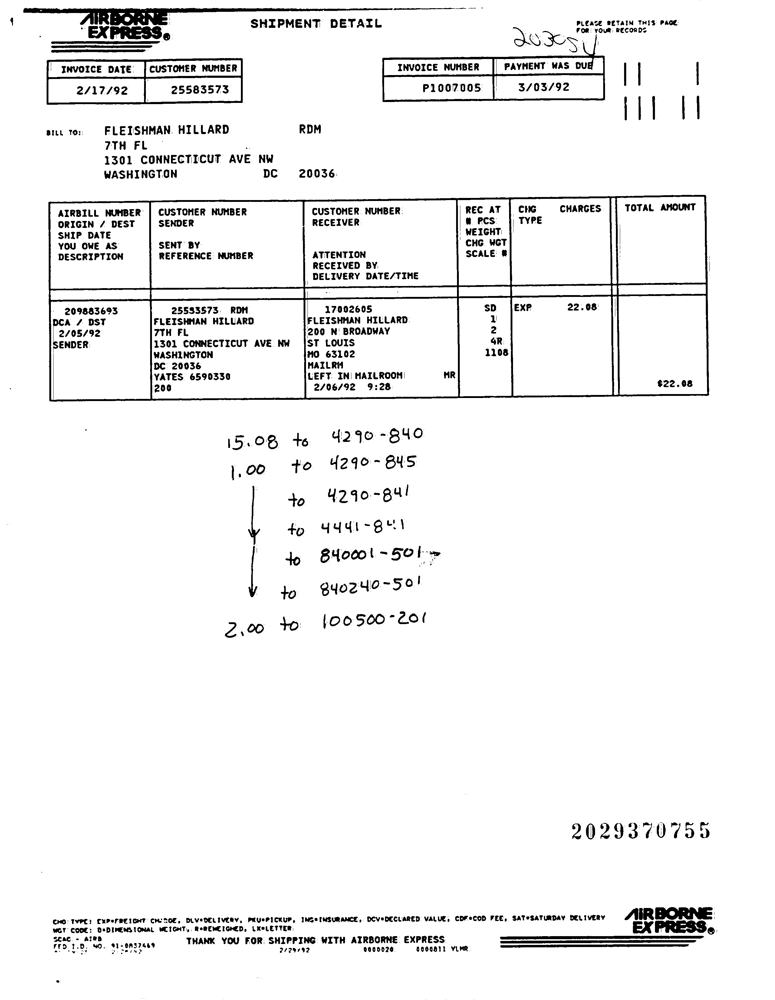 1
AIRBORNE EXPRESS®
SHIPMENT DETAIL
PLEASE RETAIN THIS PAGE
FOR YOUR RECORDS
INVOICE DATE CUSTOMER NUMBER
2/17/92 25583573
INVOICE NUMBER PAYMENT WAS DUE
P1007005 3/03/92
BILL TO: FLEISHMAN HILLARD RDM
7TH FL
1301 CONNECTICUT AVE NW
WASHINGTON DC 20036
AIRBILL NUMBER
ORIGIN / DEST
SHIP DATE
YOU OWE AS
DESCRIPTION
CUSTOMER NUMBER
SENDER
SENT BY
REFERENCE NUMBER
CUSTOMER NUMBER
RECEIVER
ATTENTION
RECEIVED BY
DELIVERY DATE/TIME
REC AT
# PCS
WEIGHT
CHG WGT
SCALE #
CHG TYPE
CHARGES
TOTAL AMOUNT
209883693
DCA / DST
2/05/92
SENDER
25533573 RDM
FLEISHMAN HILLARD
7TH FL
1301 CONNECTICUT AVE NW
WASHINGTON
DC 20036
YATES 6590330
200
17002605
FLEISHMAN HILLARD
200 N BROADWAY
ST LOUIS
MO 63102
MAILRM
LEFT IN MAILROOM MR
2/06/92 9:28
SD
1
2
4R
1108
EXP 22.08
$22.08
15.08 to 4290-840
1.00 to 4290-845
to 4290-841
to 4441-841
to 840001-501
to 840240-501
2.00 to 100500-201
2029370755
CHG TYPE: EXP=FREIGHT CHARGE, DLV=DELIVERY, PKU=PICKUP, INS=INSURANCE, DCV=DECLARED VALUE, CDF=COD FEE, SAT=SATURDAY DELIVERY
WGT CODE: D=DIMENSIONAL WEIGHT, R=REWEIGHED, LX=LETTER
SCAC - AIRB
FED I.D. NO. 91-0837469
THANK YOU FOR SHIPPING WITH AIRBORNE EXPRESS
2/29/92 0000020 0000811 YLMR
AIRBORNE EXPRESS®